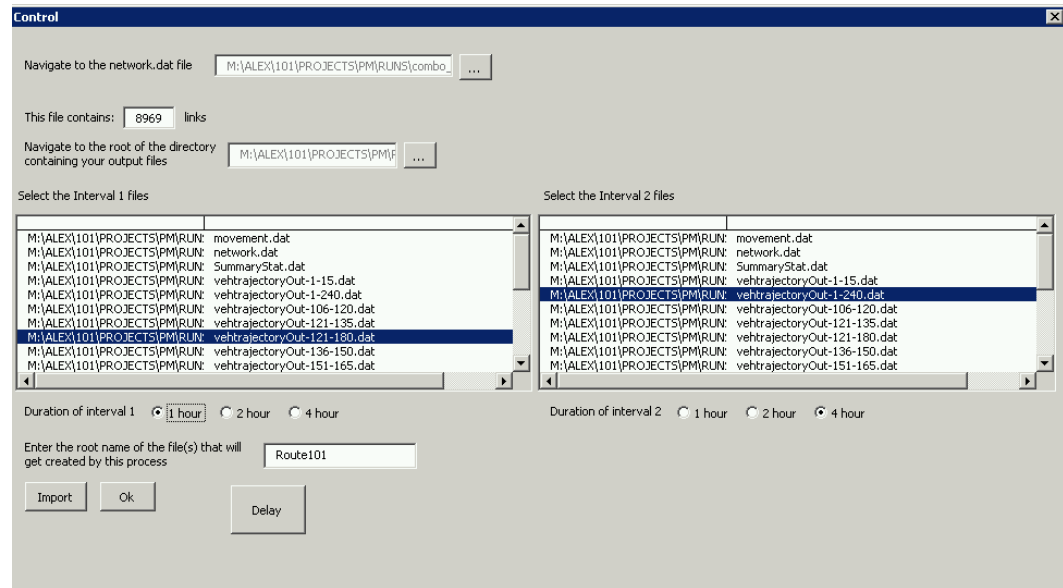 Control
Navigate to the network.dat file M:\ALEX\101\PROJECTS\PM\RUNS\combo_ ...
This file contains: 8969 links
Navigate to the root of the directory
containing your output files M:\ALEX\101\PROJECTS\PM\F ...
Select the Interval 1 files
M:\ALEX\101\PROJECTS\PM\RUN: movement.dat
M:\ALEX\101\PROJECTS\PM\RUN: network.dat
M:\ALEX\101\PROJECTS\PM\RUN: SummaryStat.dat
M:\ALEX\101\PROJECTS\PM\RUN: vehtrajectoryOut-1-15.dat
M:\ALEX\101\PROJECTS\PM\RUN: vehtrajectoryOut-1-240.dat
M:\ALEX\101\PROJECTS\PM\RUN: vehtrajectoryOut-106-120.dat
M:\ALEX\101\PROJECTS\PM\RUN: vehtrajectoryOut-121-135.dat
M:\ALEX\101\PROJECTS\PM\RUN: vehtrajectoryOut-121-180.dat
M:\ALEX\101\PROJECTS\PM\RUN: vehtrajectoryOut-136-150.dat
M:\ALEX\101\PROJECTS\PM\RUN: vehtrajectoryOut-151-165.dat
Select the Interval 2 files
M:\ALEX\101\PROJECTS\PM\RUN: movement.dat
M:\ALEX\101\PROJECTS\PM\RUN: network.dat
M:\ALEX\101\PROJECTS\PM\RUN: SummaryStat.dat
M:\ALEX\101\PROJECTS\PM\RUN: vehtrajectoryOut-1-15.dat
M:\ALEX\101\PROJECTS\PM\RUN: vehtrajectoryOut-1-240.dat
M:\ALEX\101\PROJECTS\PM\RUN: vehtrajectoryOut-106-120.dat
M:\ALEX\101\PROJECTS\PM\RUN: vehtrajectoryOut-121-135.dat
M:\ALEX\101\PROJECTS\PM\RUN: vehtrajectoryOut-121-180.dat
M:\ALEX\101\PROJECTS\PM\RUN: vehtrajectoryOut-136-150.dat
M:\ALEX\101\PROJECTS\PM\RUN: vehtrajectoryOut-151-165.dat
Duration of interval 1 1 hour 2 hour 4 hour
Duration of interval 2 1 hour 2 hour 4 hour
Enter the root name of the file(s) that will
get created by this process Route101
Import Ok Delay